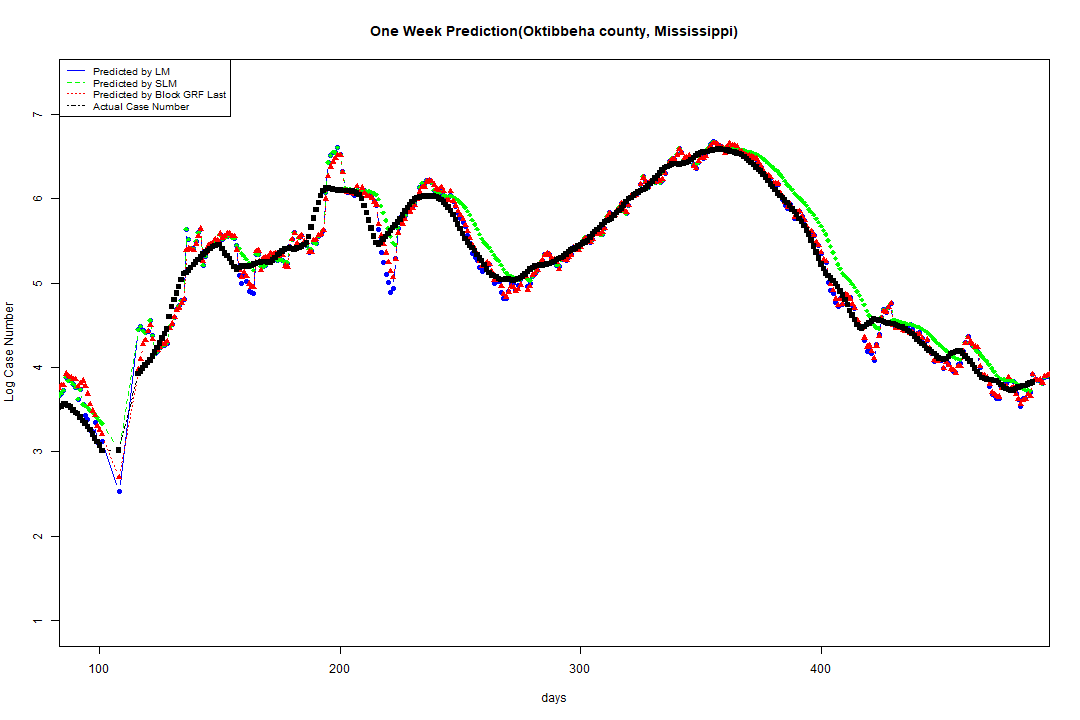 One Week Prediction(Oktibbeha county, Mississippi)
Predicted by LM
Predicted by SLM
Predicted by Block GRF Last
Actual Case Number
7
6
5
4
3
2
1
Log Case Number
100 200 300 400
days